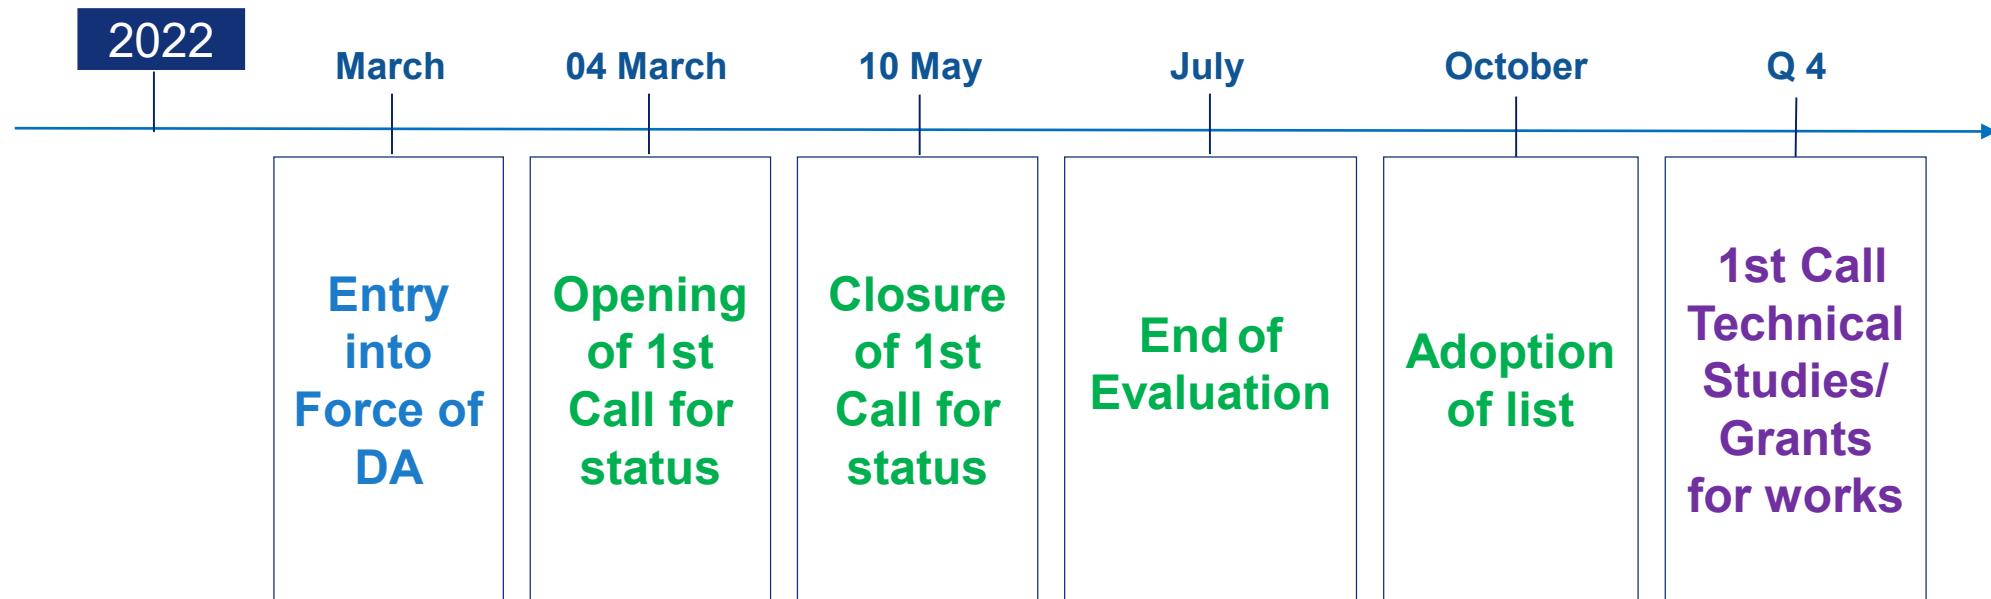 2022
March
04 March
10 May
July
October
Q 4
Entry
into
Force of
DA
Opening
of 1st
Call for
status
Closure
of 1st
Call for
status
End of
Evaluation
Adoption
of list
1st Call
Technical
Studies/
Grants
for works